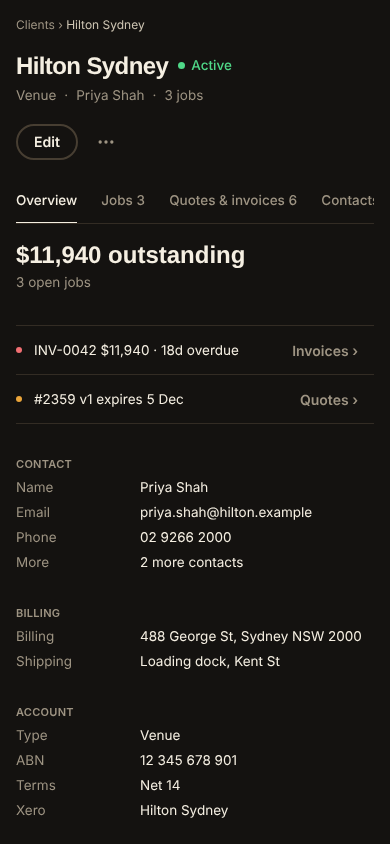 Clients › Hilton Sydney
Hilton Sydney ● Active
Venue · Priya Shah · 3 jobs
Edit •••
Overview Jobs 3 Quotes & invoices 6 Contacts
$11,940 outstanding
3 open jobs
INV-0042 $11,940 · 18d overdue Invoices ›
#2359 v1 expires 5 Dec Quotes ›
CONTACT
Name Priya Shah
Email priya.shah@hilton.example
Phone 02 9266 2000
More 2 more contacts
BILLING
Billing 488 George St, Sydney NSW 2000
Shipping Loading dock, Kent St
ACCOUNT
Type Venue
ABN 12 345 678 901
Terms Net 14
Xero Hilton Sydney